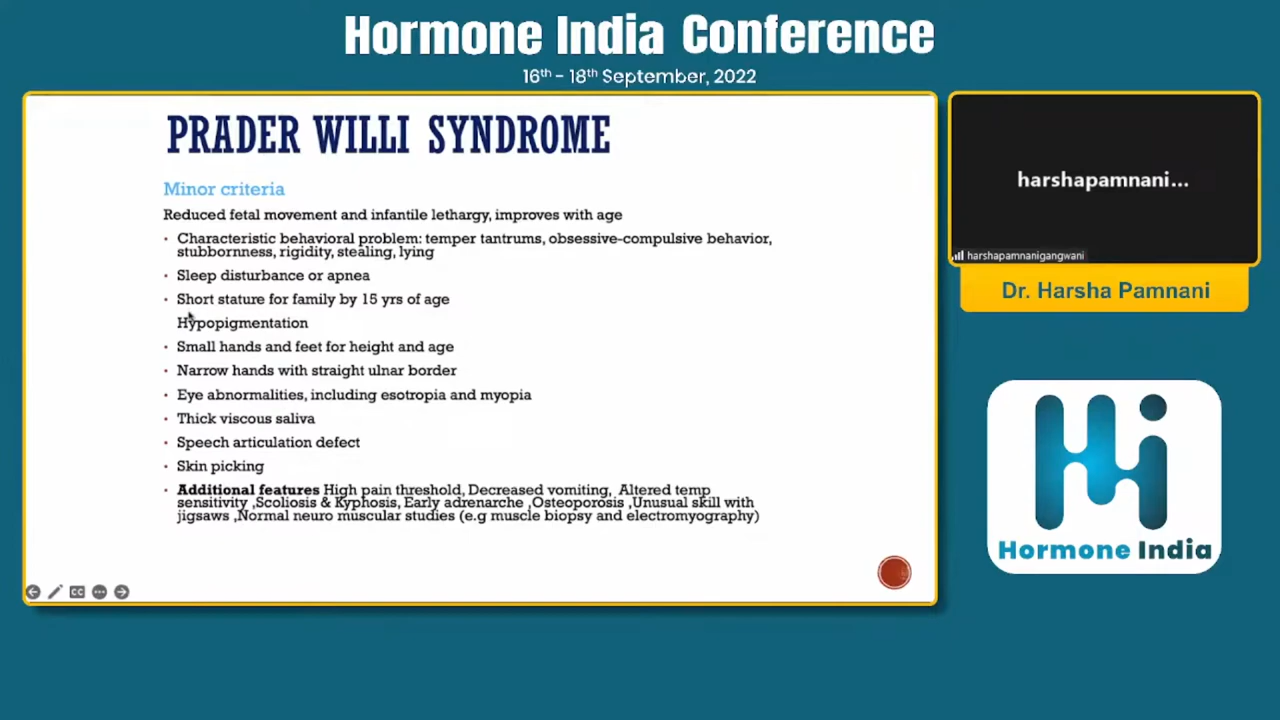 Hormone India Conference
16th - 18th September, 2022
PRADER WILLI SYNDROME
Minor criteria
Reduced fetal movement and infantile lethargy, improves with age
• Characteristic behavioral problem: temper tantrums, obsessive-compulsive behavior,
stubbornness, rigidity, stealing, lying
• Sleep disturbance or apnea
• Short stature for family by 15 yrs of age
Hypopigmentation
• Small hands and feet for height and age
• Narrow hands with straight ulnar border
• Eye abnormalities, including esotropia and myopia
• Thick viscous saliva
• Speech articulation defect
• Skin picking
• Additional features High pain threshold, Decreased vomiting, Altered temp
sensitivity ,Scoliosis & Kyphosis, Early adrenarche ,Osteoporosis ,Unusual skill with
jigsaws ,Normal neuro muscular studies (e.g muscle biopsy and electromyography)
CC
harshapamnani...
harshapamnanigangwani
Dr. Harsha Pamnani
Hi
Hormone India